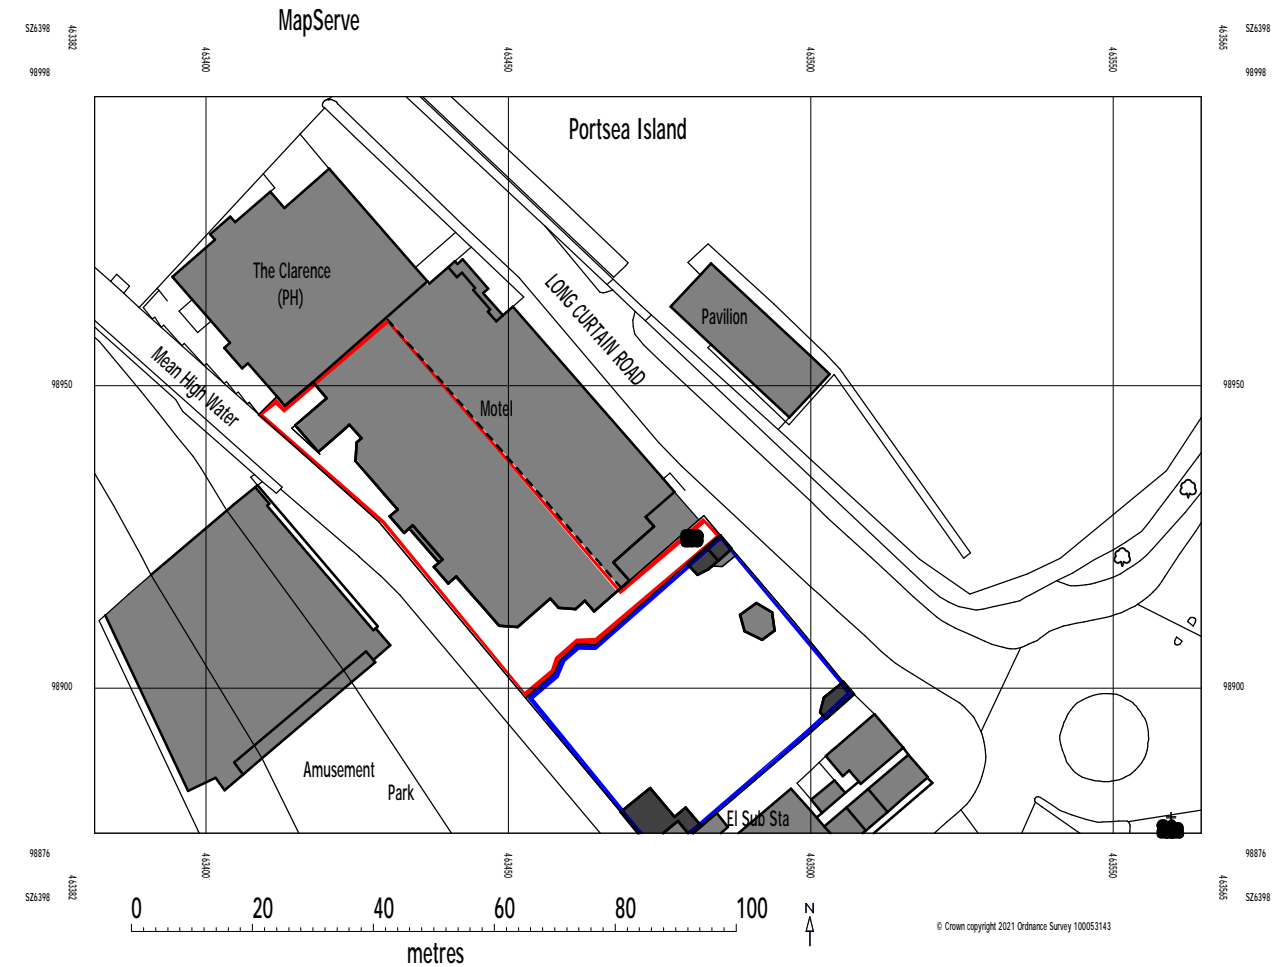 MapServe
SZ6398
463382
463400
463450
463500
463550
463565
SZ6398
98998
98998
Portsea Island
The Clarence
(PH)
LONG CURTAIN ROAD
Pavilion
Mean High Water
98950
98950
Motel
98900
98900
Amusement
Park
El Sub Sta
98876
98876
SZ6398
463382
463400
463450
463500
463550
463565
SZ6398
0 20 40 60 80 100
metres
N
© Crown copyright 2021 Ordnance Survey 100053143